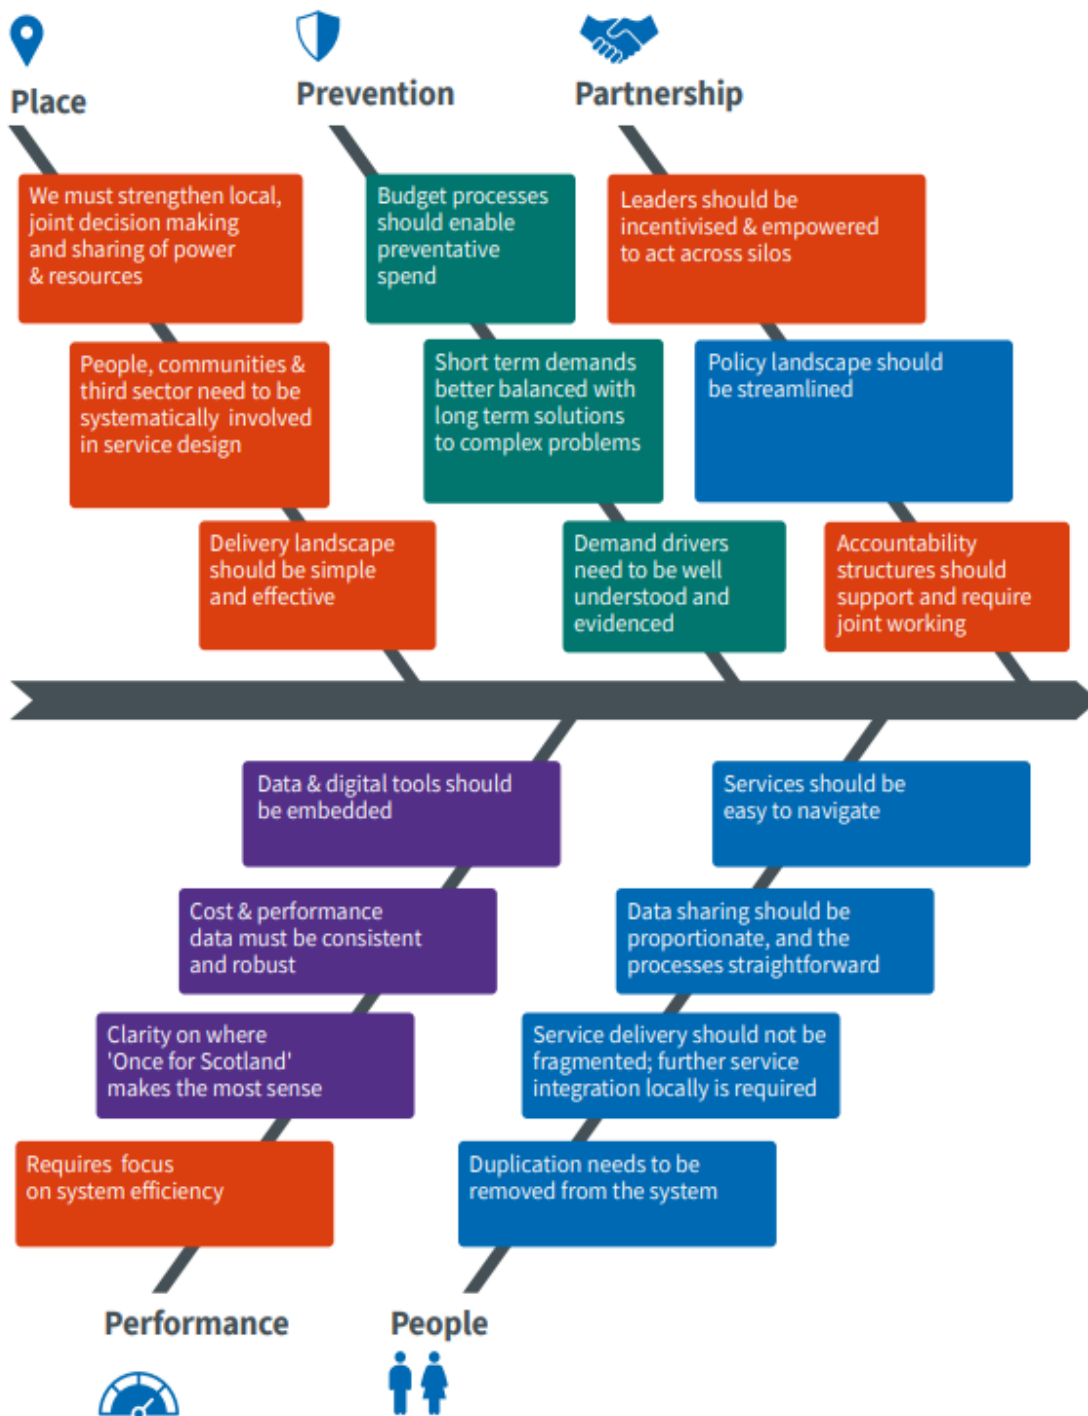 Place
We must strengthen local,
joint decision making
and sharing of power
& resources
People, communities &
third sector need to be
systematically involved
in service design
Delivery landscape
should be simple
and effective
Prevention
Budget processes
should enable
preventative
spend
Short term demands
better balanced with
long term solutions
to complex problems
Demand drivers
need to be well
understood and
evidenced
Partnership
Leaders should be
incentivised & empowered
to act across silos
Policy landscape should
be streamlined
Accountability
structures should
support and require
joint working
Data & digital tools should
be embedded
Cost & performance
data must be consistent
and robust
Clarity on where
'Once for Scotland'
makes the most sense
Requires focus
on system efficiency
Performance
Services should be
easy to navigate
Data sharing should be
proportionate, and the
processes straightforward
Service delivery should not be
fragmented; further service
integration locally is required
Duplication needs to be
removed from the system
People